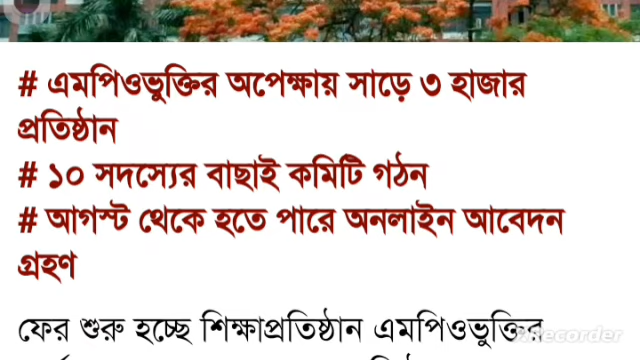 # এমপিওভুক্তির অপেক্ষায় সাড়ে ৩ হাজার
প্রতিষ্ঠান
# ১০ সদস্যের বাছাই কমিটি গঠন
# আগস্ট থেকে হতে পারে অনলাইন আবেদন
গ্রহণ
ফের শুরু হচ্ছে শিক্ষাপ্রতিষ্ঠান এমপিওভুক্তির
Recorder